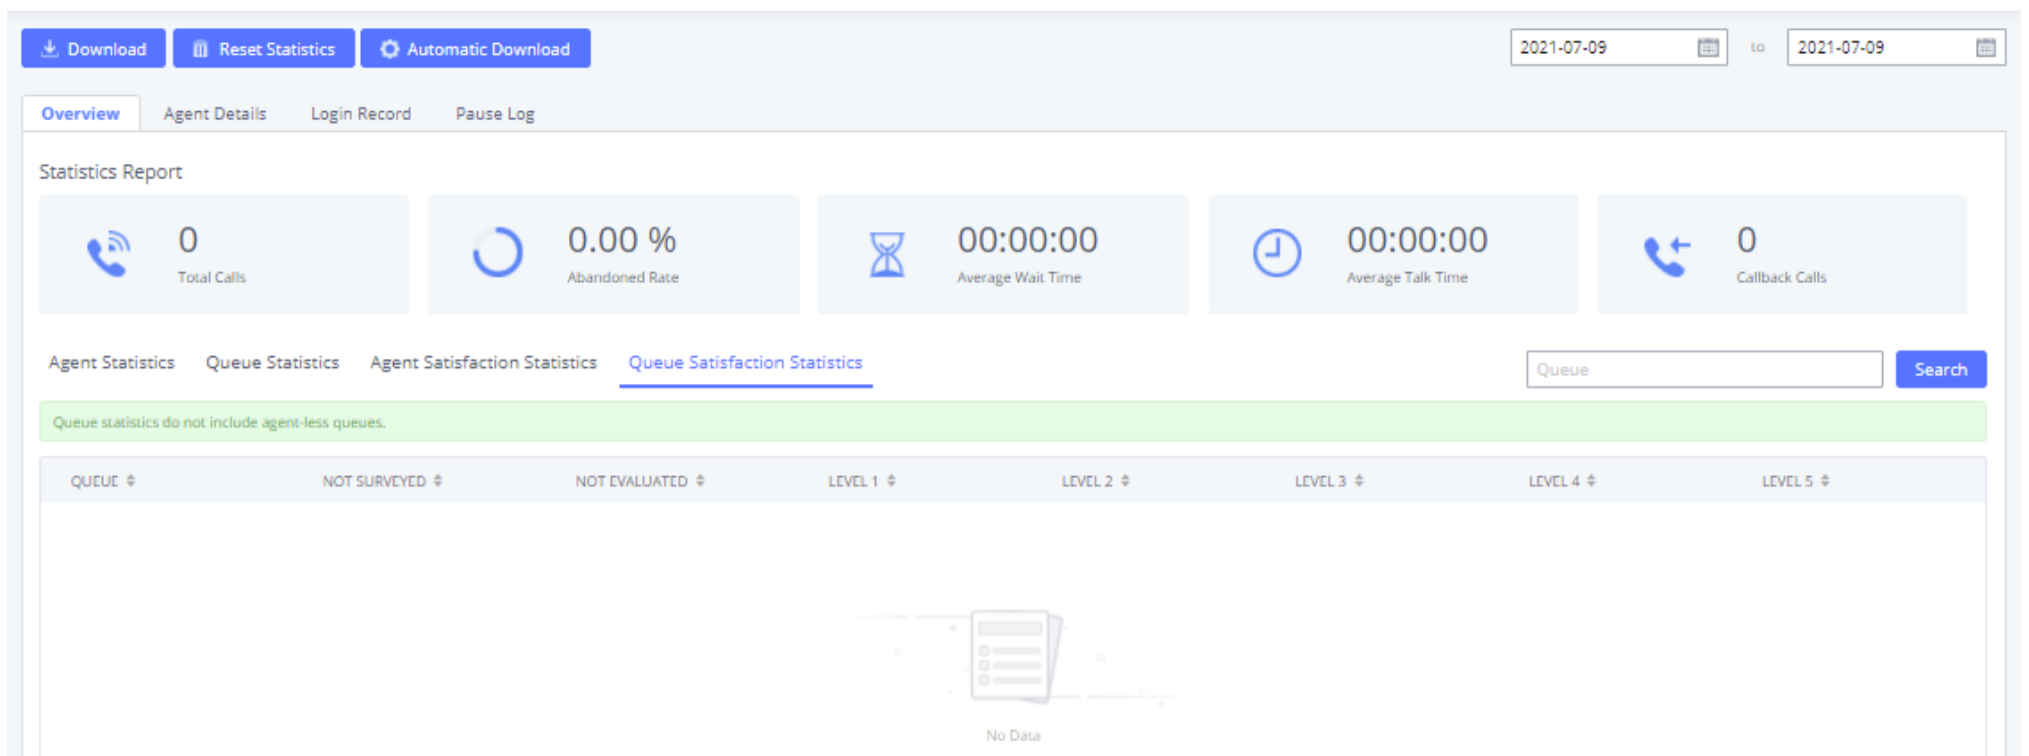 Download Reset Statistics Automatic Download 2021-07-09 to 2021-07-09
Overview Agent Details Login Record Pause Log
Statistics Report
0 0.00 % 00:00:00 00:00:00 0
Total Calls Abandoned Rate Average Wait Time Average Talk Time Callback Calls
Agent Statistics Queue Statistics Agent Satisfaction Statistics Queue Satisfaction Statistics Queue Search
Queue statistics do not include agent-less queues.
QUEUE NOT SURVEYED NOT EVALUATED LEVEL 1 LEVEL 2 LEVEL 3 LEVEL 4 LEVEL 5
No Data